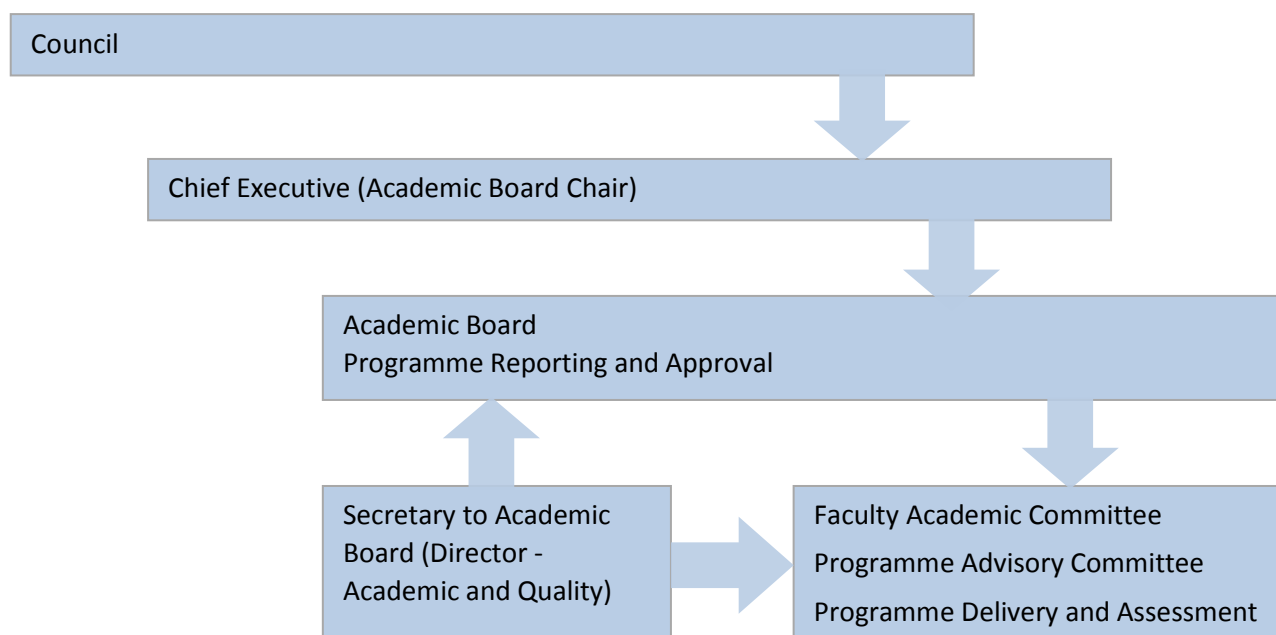 Council
Chief Executive (Academic Board Chair)
Academic Board
Programme Reporting and Approval
Secretary to Academic
Board (Director -
Academic and Quality)
Faculty Academic Committee
Programme Advisory Committee
Programme Delivery and Assessment